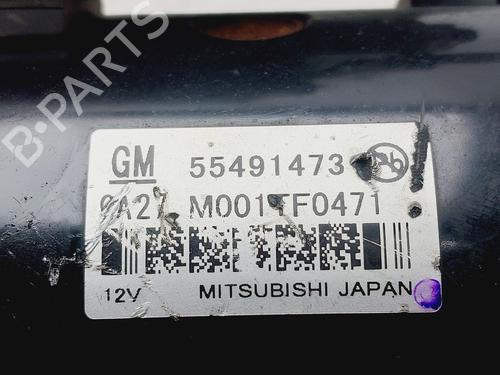 B-PARTS
GM 55491473
M001TF0471
12V MITSUBISHI JAPAN